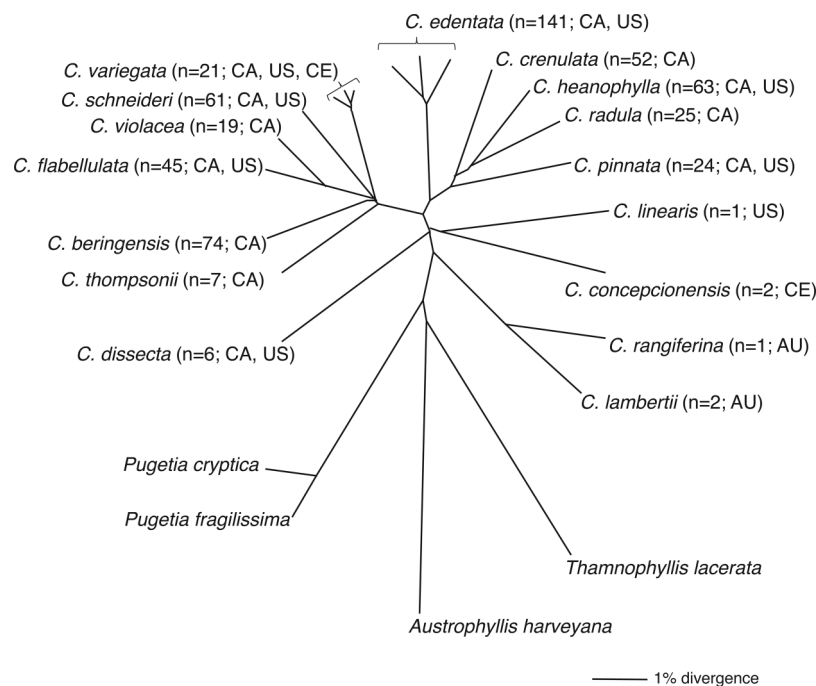 C. edentata (n=141; CA, US)
C. variegata (n=21; CA, US, CE)
C. crenulata (n=52; CA)
C. schneideri (n=61; CA, US)
C. heanophylla (n=63; CA, US)
C. violacea (n=19; CA)
C. radula (n=25; CA)
C. flabellulata (n=45; CA, US)
C. pinnata (n=24; CA, US)
C. linearis (n=1; US)
C. beringensis (n=74; CA)
C. thompsonii (n=7; CA)
C. concepcionensis (n=2; CE)
C. dissecta (n=6; CA, US)
C. rangiferina (n=1; AU)
C. lambertii (n=2; AU)
Pugetia cryptica
Pugetia fragilissima
Thamnophyllis lacerata
Austrophyllis harveyana
1% divergence